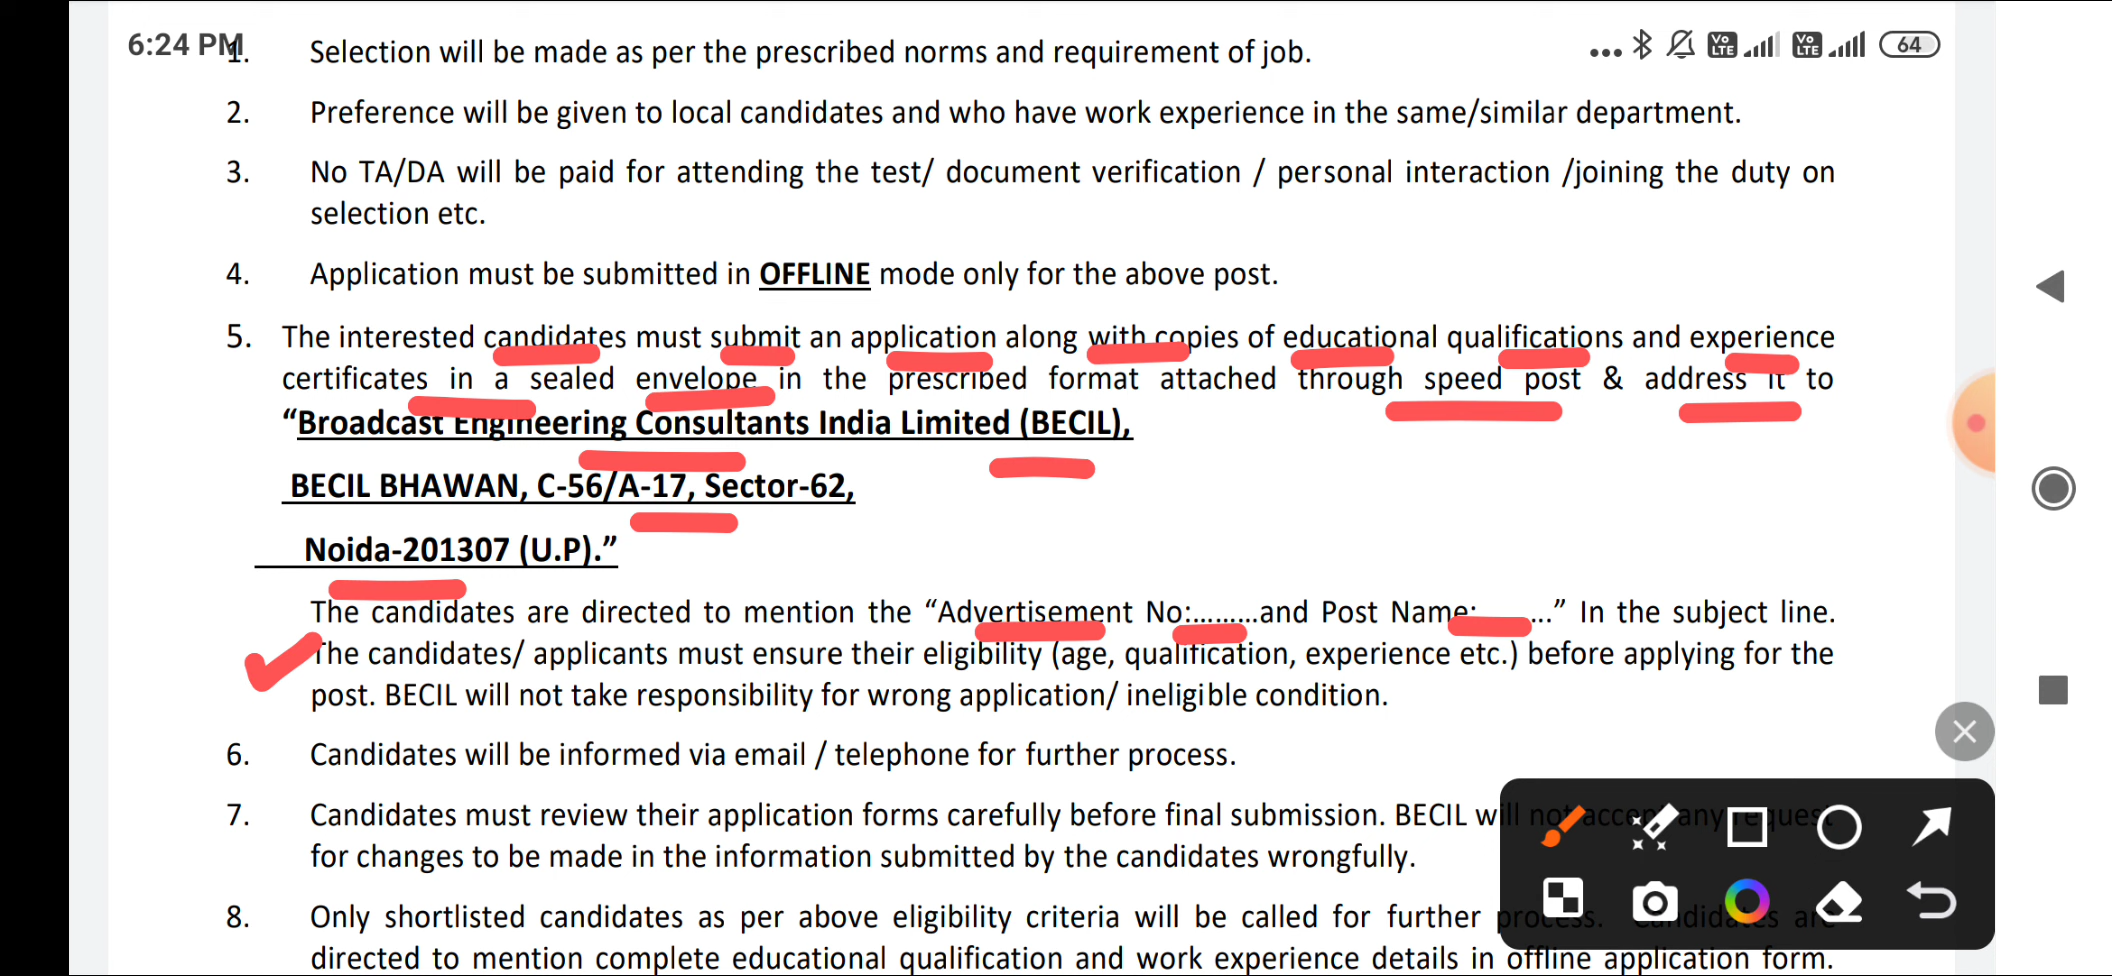 6:24 PM
VoLTE VoLTE 64
1. Selection will be made as per the prescribed norms and requirement of job.
2. Preference will be given to local candidates and who have work experience in the same/similar department.
3. No TA/DA will be paid for attending the test/ document verification / personal interaction /joining the duty on
selection etc.
4. Application must be submitted in OFFLINE mode only for the above post.
5. The interested candidates must submit an application along with copies of educational qualifications and experience
certificates in a sealed envelope in the prescribed format attached through speed post & address it to
“Broadcast Engineering Consultants India Limited (BECIL),
BECIL BHAWAN, C-56/A-17, Sector-62,
Noida-201307 (U.P).”
The candidates are directed to mention the “Advertisement No:.........and Post Name: ...” In the subject line.
The candidates/ applicants must ensure their eligibility (age, qualification, experience etc.) before applying for the
post. BECIL will not take responsibility for wrong application/ ineligible condition.
6. Candidates will be informed via email / telephone for further process.
7. Candidates must review their application forms carefully before final submission. BECIL will not accept any request
for changes to be made in the information submitted by the candidates wrongfully.
8. Only shortlisted candidates as per above eligibility criteria will be called for further process. Candidates are
directed to mention complete educational qualification and work experience details in offline application form.